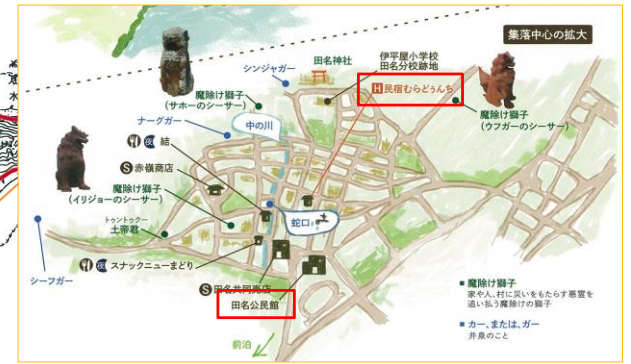 集落中心の拡大
伊平屋小学校
田名分校跡地
田名神社
シンジャガー
H民宿むらどぅんち
魔除け獅子
(サホーのシーサー)
魔除け獅子
(ウフガーのシーサー)
ナーグガー
中の川
結
S赤嶺商店
魔除け獅子
(イリジョーのシーサー)
トゥントゥクー
土帝君
蛇口
シーフガー
スナックニューまどり
S田名共同売店
田名公民館
前泊
■魔除け獅子
家や人、村に災いをもたらす悪霊を
追い払う魔除けの獅子
■カー、または、ガー
井泉のこと